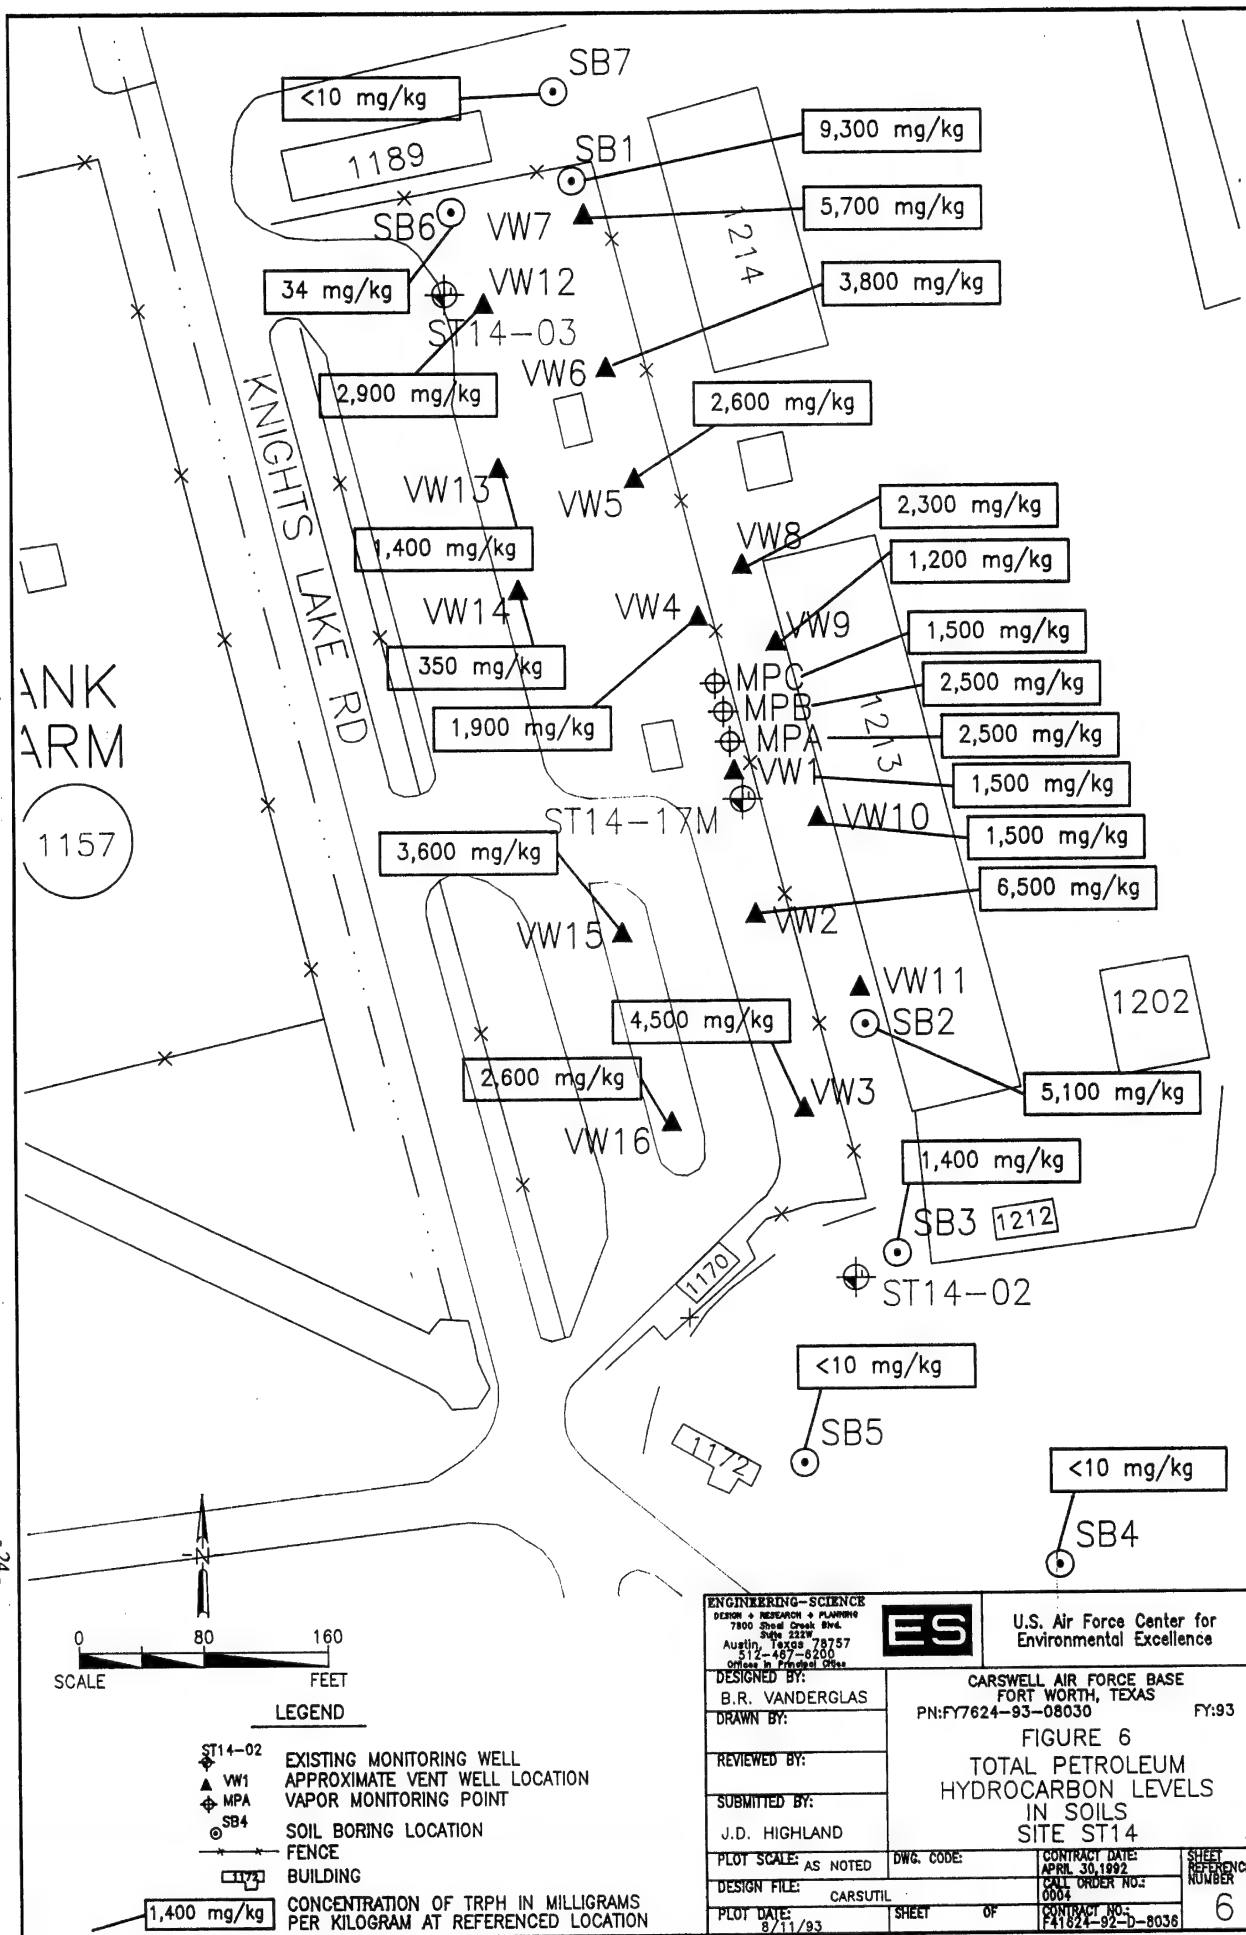 SB7
<10 mg/kg
9,300 mg/kg
1189
SB1
5,700 mg/kg
SB6
VW7
1214
34 mg/kg
VW12
3,800 mg/kg
ST14-03
VW6
2,900 mg/kg
2,600 mg/kg
KNIGHTS LAKE RD
VW13
VW5
2,300 mg/kg
1,400 mg/kg
VW8
1,200 mg/kg
VW14
VW4
VW9
1,500 mg/kg
350 mg/kg
MPC
2,500 mg/kg
ANK
ARM
1,900 mg/kg
MPB
1213
MPA
2,500 mg/kg
VW1
1,500 mg/kg
1157
ST14-17M
VW10
1,500 mg/kg
3,600 mg/kg
6,500 mg/kg
VW15
VW2
VW11
1202
4,500 mg/kg
SB2
2,600 mg/kg
VW3
5,100 mg/kg
VW16
1,400 mg/kg
SB3
1212
1170
ST14-02
<10 mg/kg
SB5
1172
<10 mg/kg
SB4
-24-
N
0 80 160
SCALE FEET
LEGEND
ST14-02 EXISTING MONITORING WELL
VW1 APPROXIMATE VENT WELL LOCATION
MPA VAPOR MONITORING POINT
SB4 SOIL BORING LOCATION
FENCE
1172 BUILDING
1,400 mg/kg CONCENTRATION OF TRPH IN MILLIGRAMS
PER KILOGRAM AT REFERENCED LOCATION
ENGINEERING-SCIENCE
DESIGN + RESEARCH + PLANNING
7800 Shoal Creek Blvd.
Suite 222W
Austin, Texas 78757
512-467-6200
Offices in Principal Cities
ES
U.S. Air Force Center for
Environmental Excellence
DESIGNED BY:
B.R. VANDERGLAS
DRAWN BY:
REVIEWED BY:
SUBMITTED BY:
J.D. HIGHLAND
CARSWELL AIR FORCE BASE
FORT WORTH, TEXAS
PN:FY7624-93-08030 FY:93
FIGURE 6
TOTAL PETROLEUM
HYDROCARBON LEVELS
IN SOILS
SITE ST14
PLOT SCALE: AS NOTED
DWG. CODE:
CONTRACT DATE:
APRIL 30,1992
SHEET
REFERENCE
NUMBER
6
DESIGN FILE: CARSUTIL
CALL ORDER NO.:
0004
PLOT DATE:
8/11/93
SHEET OF
CONTRACT NO.:
F41624-92-D-8036